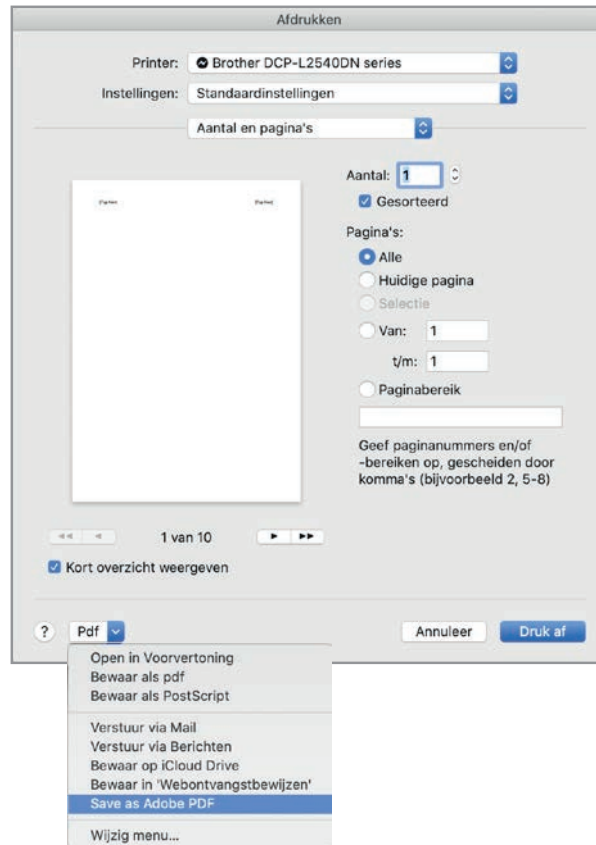 Afdrukken
Printer: Brother DCP-L2540DN series
Instellingen: Standaardinstellingen
Aantal en pagina's
Aantal: 1
Gesorteerd
Pagina's:
Alle
Huidige pagina
Selectie
Van: 1
t/m: 1
Paginabereik
Geef paginanummers en/of
-bereiken op, gescheiden door
komma's (bijvoorbeeld 2, 5-8)
1 van 10
Kort overzicht weergeven
? Pdf Annuleer Druk af
Open in Voorvertoning
Bewaar als pdf
Bewaar als PostScript
Verstuur via Mail
Verstuur via Berichten
Bewaar op iCloud Drive
Bewaar in 'Webontvangstbewijzen'
Save as Adobe PDF
Wijzig menu...